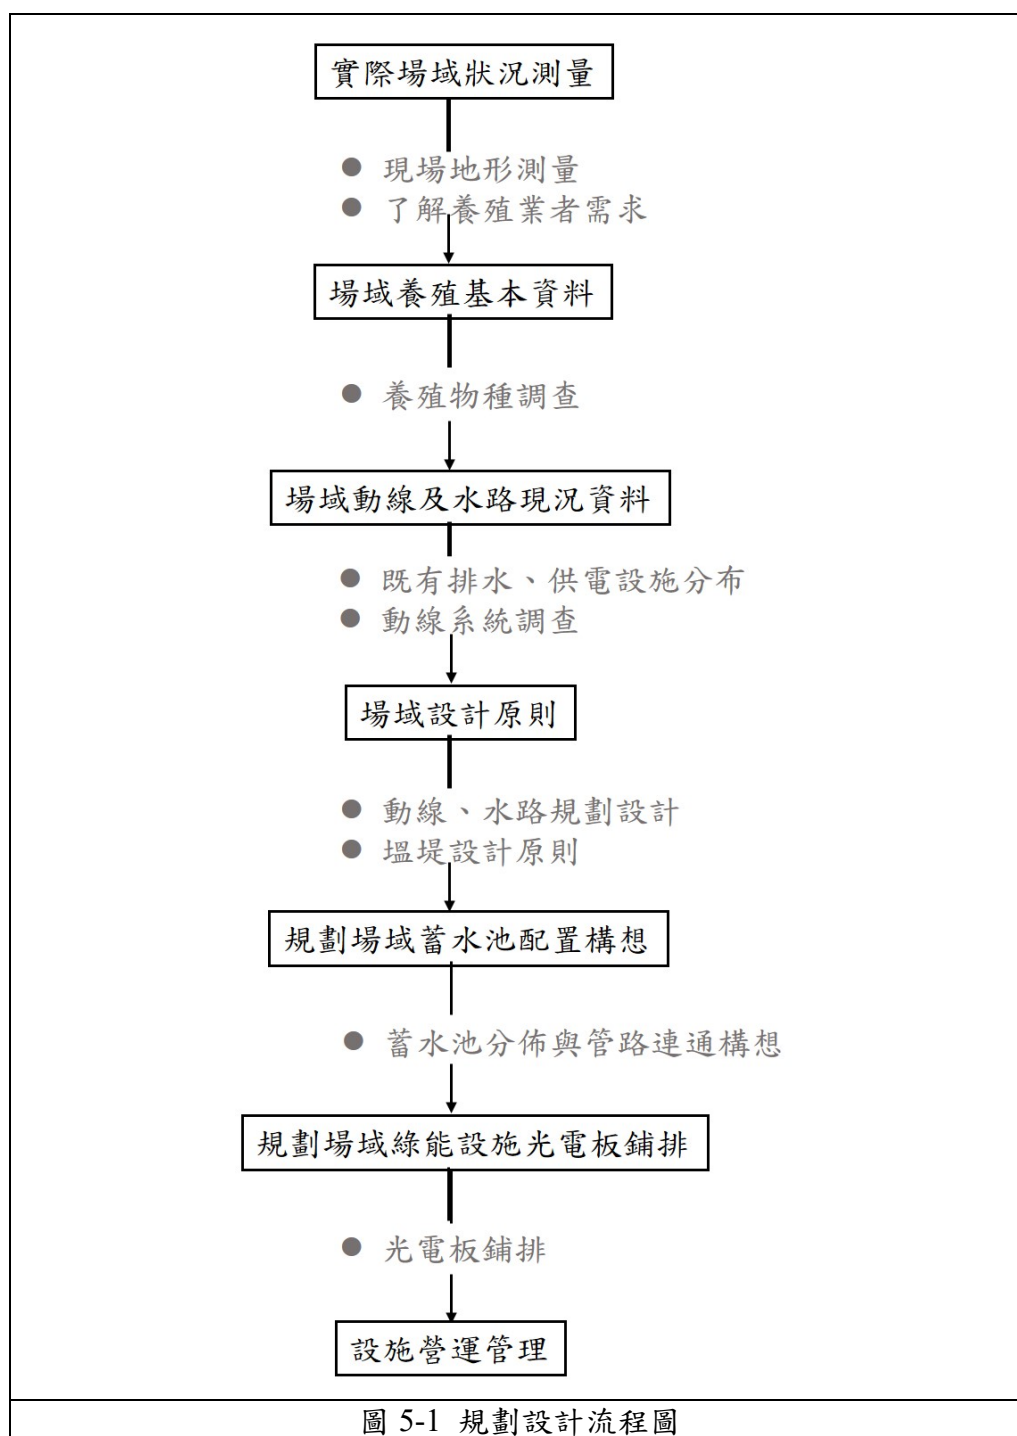 實際場域狀況測量
● 現場地形測量
● 了解養殖業者需求
場域養殖基本資料
● 養殖物種調查
場域動線及水路現況資料
● 既有排水、供電設施分布
● 動線系統調查
場域設計原則
● 動線、水路規劃設計
● 塭堤設計原則
規劃場域蓄水池配置構想
● 蓄水池分佈與管路連通構想
規劃場域綠能設施光電板鋪排
● 光電板鋪排
設施營運管理
圖 5-1 規劃設計流程圖